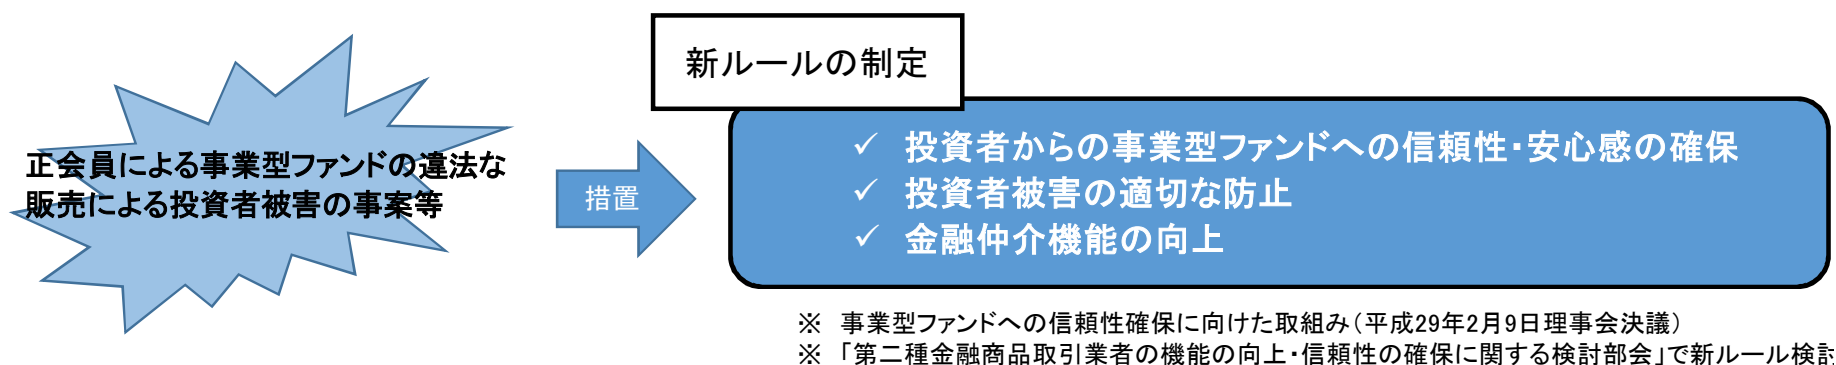 新ルールの制定
正会員による事業型ファンドの違法な
販売による投資者被害の事案等
措置
✓ 投資者からの事業型ファンドへの信頼性・安心感の確保
✓ 投資者被害の適切な防止
✓ 金融仲介機能の向上
※ 事業型ファンドへの信頼性確保に向けた取組み（平成29年2月9日理事会決議）
※ 「第二種金融商品取引業者の機能の向上・信頼性の確保に関する検討部会」で新ルール検討